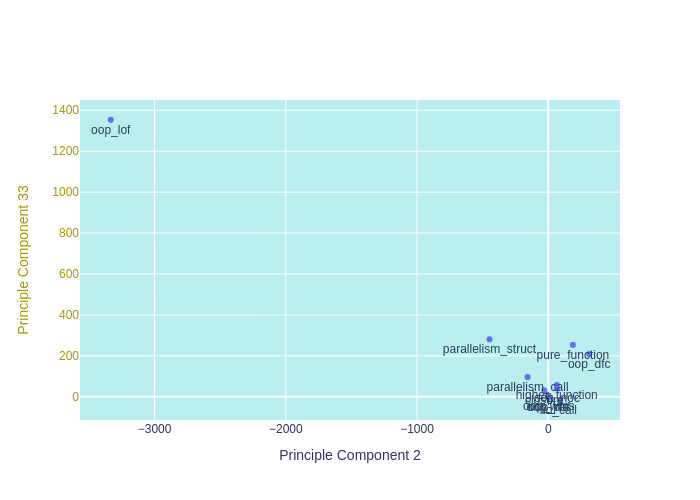 1400
1200
1000
800
600
400
200
0
Principle Component 33
oop_lof
parallelism_struct
pure_function
oop_dfc
parallelism_call
higher_function
−3000
−2000
−1000
0
Principle Component 2